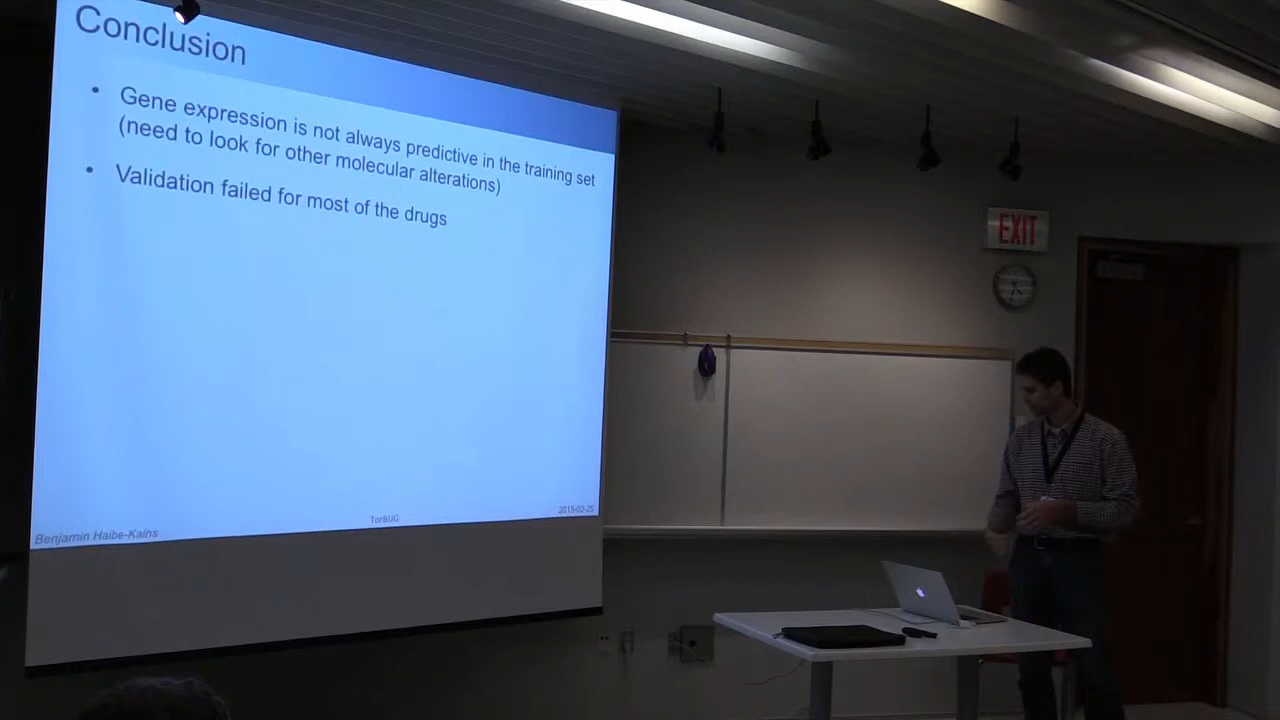 Conclusion
• Gene expression is not always predictive in the training set
(need to look for other molecular alterations)
• Validation failed for most of the drugs
Benjamin Haibe-Kains
TorBUG
2015-02-25
EXIT